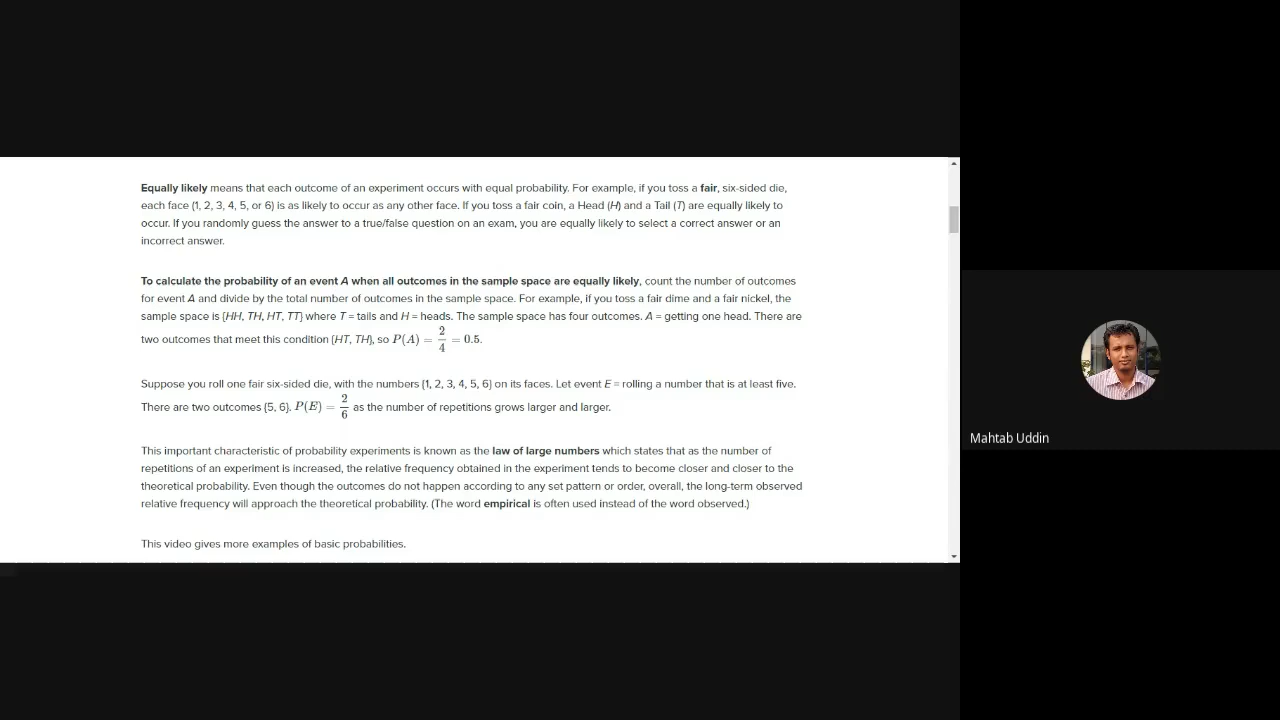 Equally likely means that each outcome of an experiment occurs with equal probability. For example, if you toss a fair, six-sided die,
each face (1, 2, 3, 4, 5, or 6) is as likely to occur as any other face. If you toss a fair coin, a Head (H) and a Tail (T) are equally likely to
occur. If you randomly guess the answer to a true/false question on an exam, you are equally likely to select a correct answer or an
incorrect answer.
To calculate the probability of an event A when all outcomes in the sample space are equally likely, count the number of outcomes
for event A and divide by the total number of outcomes in the sample space. For example, if you toss a fair dime and a fair nickel, the
sample space is {HH, TH, HT, TT} where T = tails and H = heads. The sample space has four outcomes. A = getting one head. There are
two outcomes that meet this condition {HT, TH}, so P(A) = 2/4 = 0.5.
Suppose you roll one fair six-sided die, with the numbers {1, 2, 3, 4, 5, 6} on its faces. Let event E = rolling a number that is at least five.
There are two outcomes {5, 6}. P(E) = 2/6 as the number of repetitions grows larger and larger.
This important characteristic of probability experiments is known as the law of large numbers which states that as the number of
repetitions of an experiment is increased, the relative frequency obtained in the experiment tends to become closer and closer to the
theoretical probability. Even though the outcomes do not happen according to any set pattern or order, overall, the long-term observed
relative frequency will approach the theoretical probability. (The word empirical is often used instead of the word observed.)
This video gives more examples of basic probabilities.
Mahtab Uddin